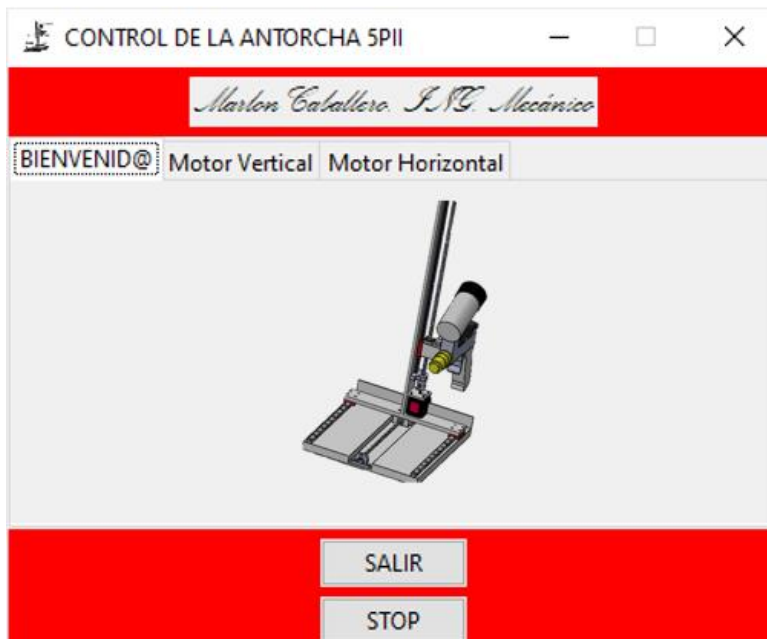 CONTROL DE LA ANTORCHA 5PII
Marlon Caballero. ING. Mecánico
BIENVENID@ Motor Vertical Motor Horizontal
SALIR
STOP